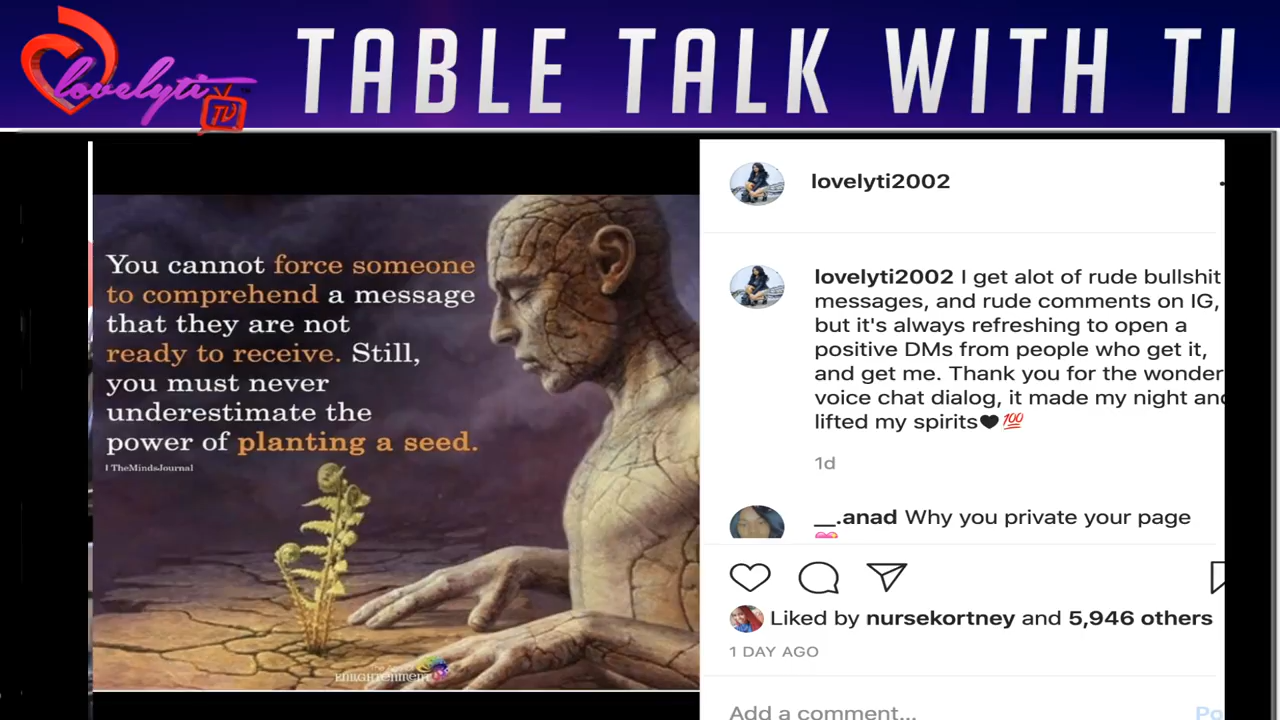 lovelyti TV
TABLE TALK WITH TI
You cannot force someone
to comprehend a message
that they are not
ready to receive. Still,
you must never
underestimate the
power of planting a seed.
I TheMindsJournal
ENLIGHTENMENT
lovelyti2002
lovelyti2002 I get alot of rude bullshit
messages, and rude comments on IG,
but it's always refreshing to open a
positive DMs from people who get it,
and get me. Thank you for the wonder
voice chat dialog, it made my night and
lifted my spirits🖤💯
1d
__.anad Why you private your page
💖
Liked by nursekortney and 5,946 others
1 DAY AGO
Add a comment...
Po